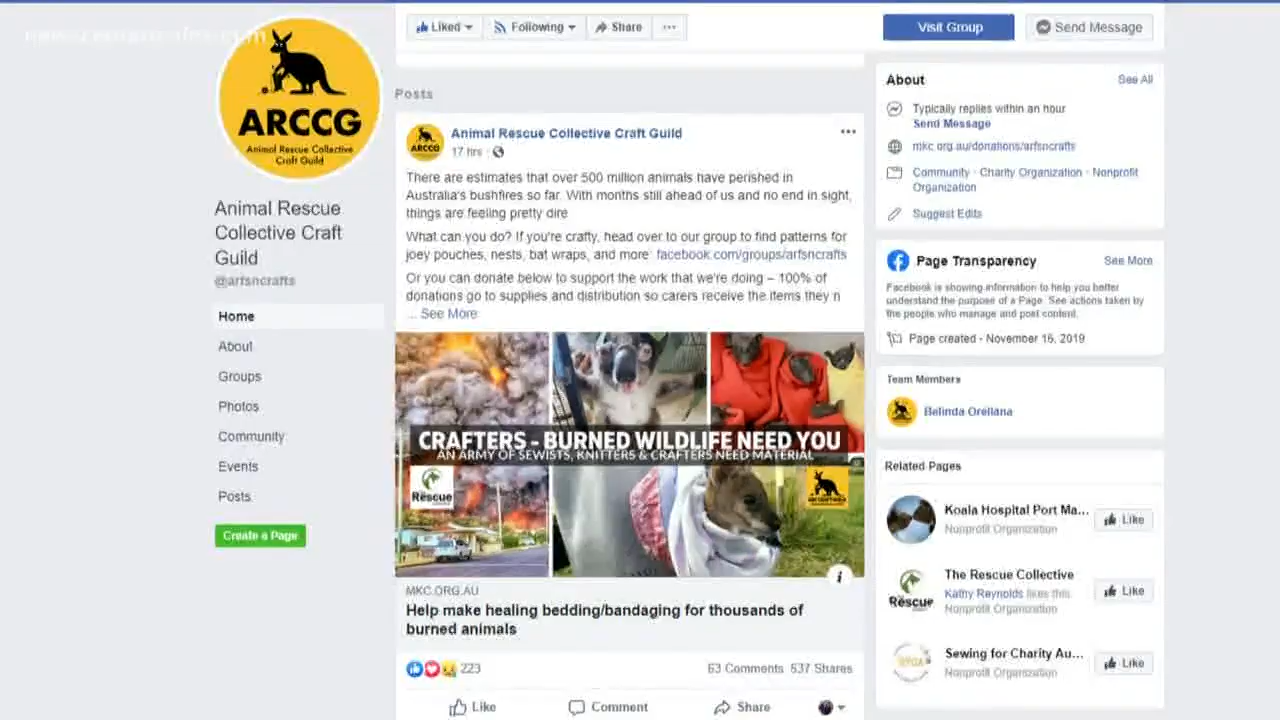 Liked
Following
Share
Visit Group
Send Message
ARCCG
Animal Rescue Collective
Craft Guild
Animal Rescue
Collective Craft
Guild
@arfsncrafts
Home
About
Groups
Photos
Community
Events
Posts
Create a Page
Posts
ARCCG
Animal Rescue Collective Craft Guild
17 hrs
There are estimates that over 500 million animals have perished in
Australia's bushfires so far. With months still ahead of us and no end in sight,
things are feeling pretty dire
What can you do? If you're crafty, head over to our group to find patterns for
joey pouches, nests, bat wraps, and more: facebook.com/groups/arfsncrafts
Or you can donate below to support the work that we're doing – 100% of
donations go to supplies and distribution so carers receive the items they n
... See More
CRAFTERS - BURNED WILDLIFE NEED YOU
AN ARMY OF SEWISTS, KNITTERS & CRAFTERS NEED MATERIAL
Rescue
MKC.ORG.AU
Help make healing bedding/bandaging for thousands of
burned animals
223
63 Comments 537 Shares
Like
Comment
Share
About
See All
Typically replies within an hour
Send Message
mkc.org.au/donations/arfsncrafts
Community · Charity Organization · Nonprofit
Organization
Suggest Edits
Page Transparency
See More
Facebook is showing information to help you better
understand the purpose of a Page. See actions taken by
the people who manage and post content.
Page created - November 16, 2019
Team Members
Belinda Orellana
Related Pages
Koala Hospital Port Ma...
Nonprofit Organization
Like
Rescue
The Rescue Collective
Kathy Reynolds likes this
Nonprofit Organization
Like
Sewing for Charity Au...
Nonprofit Organization
Like